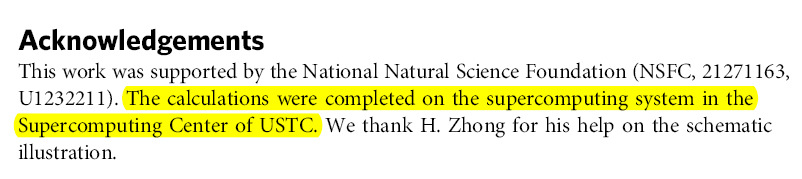 Acknowledgements
This work was supported by the National Natural Science Foundation (NSFC, 21271163,
U1232211). The calculations were completed on the supercomputing system in the
Supercomputing Center of USTC. We thank H. Zhong for his help on the schematic
illustration.